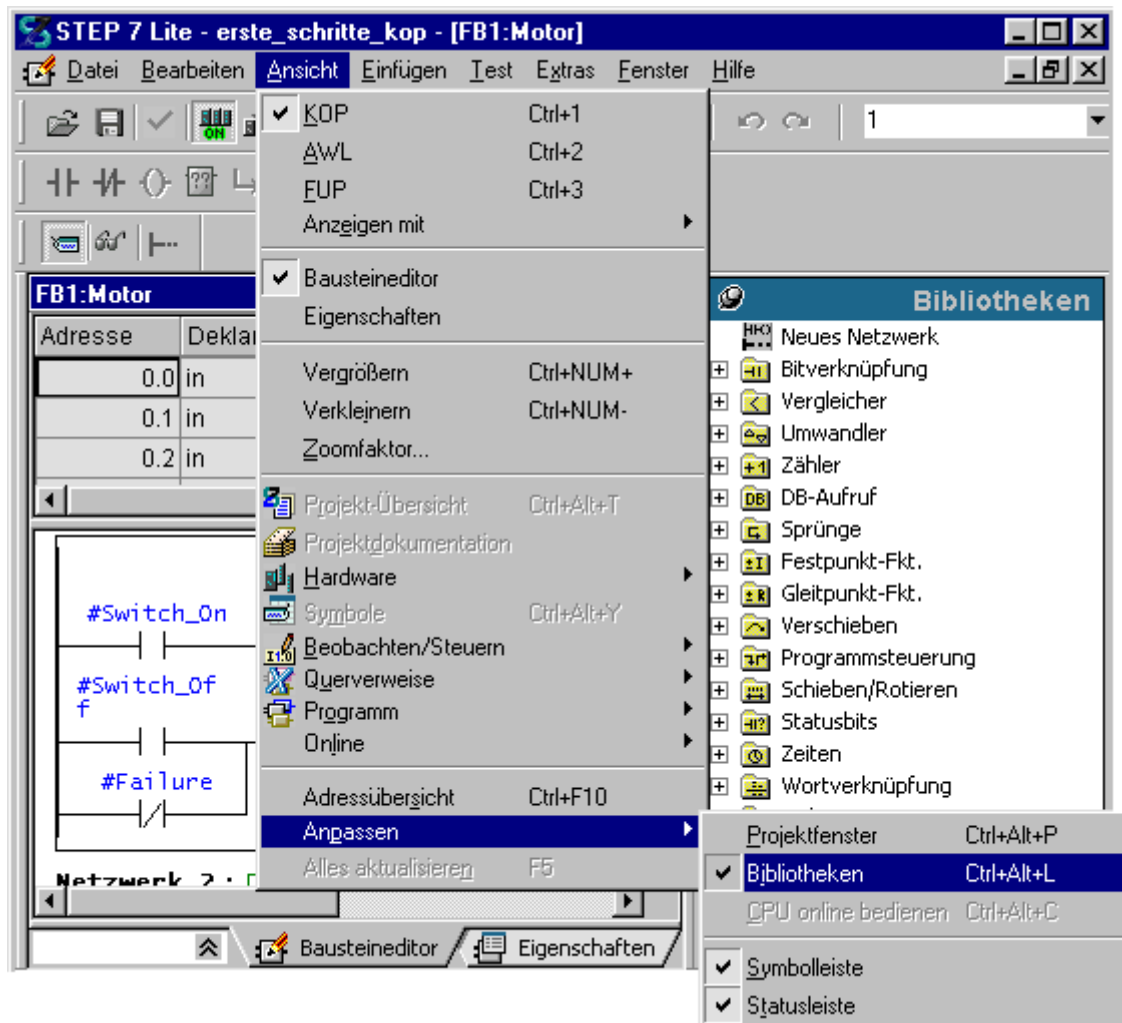 STEP 7 Lite - erste_schritte_kop - [FB1:Motor]
Datei Bearbeiten Ansicht Einfügen Test Extras Fenster Hilfe
ON
1
??
KOP Ctrl+1
AWL Ctrl+2
FUP Ctrl+3
Anzeigen mit
Bausteineditor
Eigenschaften
Vergrößern Ctrl+NUM+
Verkleinern Ctrl+NUM-
Zoomfaktor...
Projekt-Übersicht Ctrl+Alt+T
Projektdokumentation
Hardware
Symbole Ctrl+Alt+Y
Beobachten/Steuern
Querverweise
Programm
Online
Adressübersicht Ctrl+F10
Anpassen
Alles aktualisieren F5
Projektfenster Ctrl+Alt+P
Bibliotheken Ctrl+Alt+L
CPU online bedienen Ctrl+Alt+C
Symbolleiste
Statusleiste
FB1:Motor
Adresse Deklar
0.0 in
0.1 in
0.2 in
#Switch_On
#Switch_Of
f
#Failure
Netzwerk 2 :
Bausteineditor Eigenschaften
Bibliotheken
Neues Netzwerk
Bitverknüpfung
Vergleicher
Umwandler
Zähler
DB-Aufruf
Sprünge
Festpunkt-Fkt.
Gleitpunkt-Fkt.
Verschieben
Programmsteuerung
Schieben/Rotieren
Statusbits
Zeiten
Wortverknüpfung